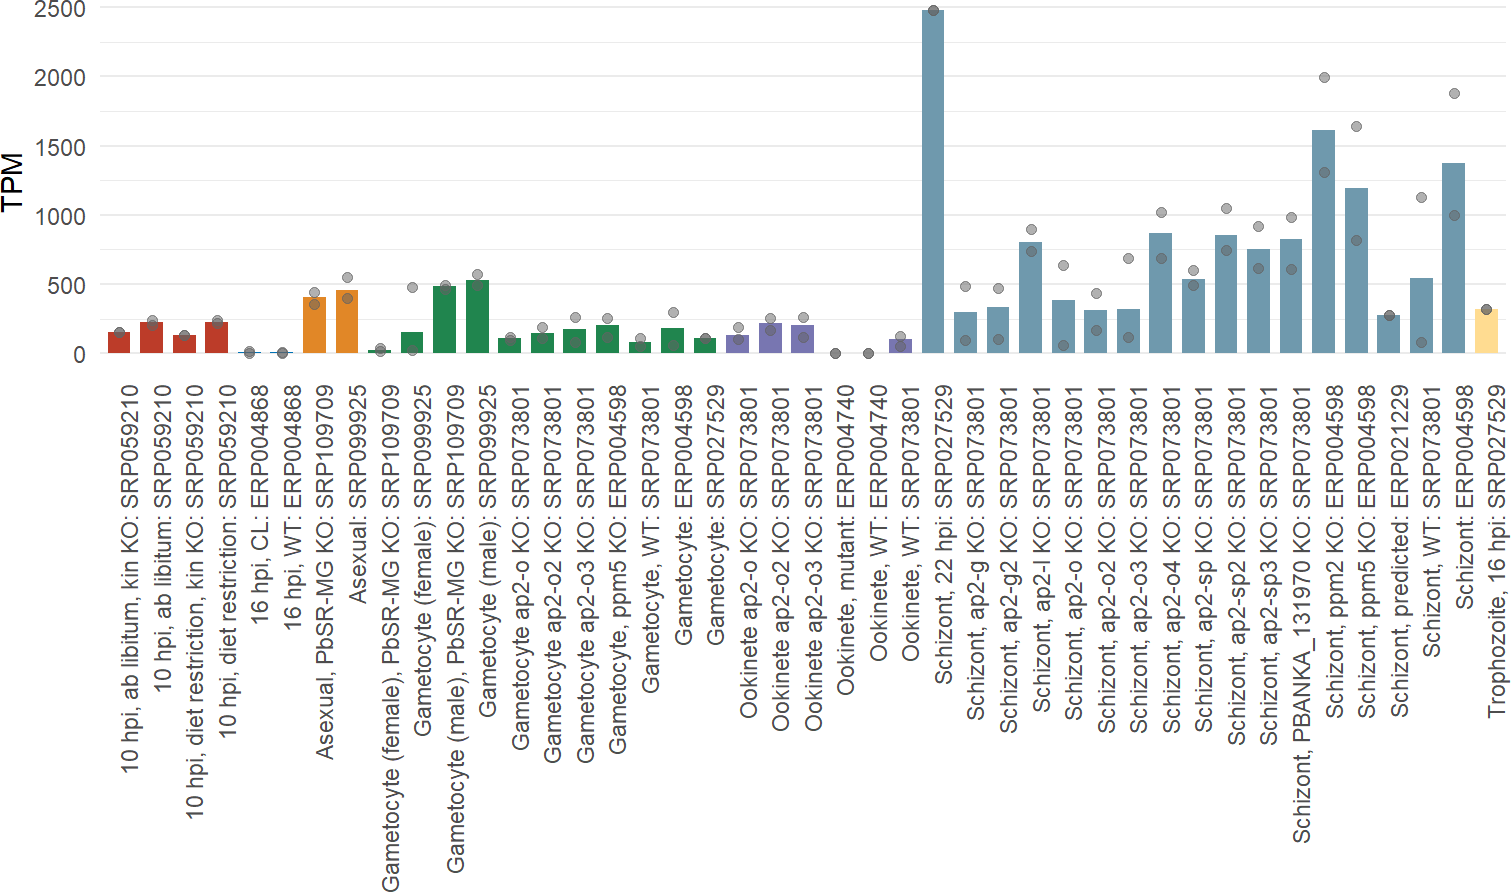 2500
2000
1500
1000
500
0
TPM
10 hpi, ab libitum, kin KO: SRP059210
10 hpi, ab libitum: SRP059210
10 hpi, diet restriction, kin KO: SRP059210
10 hpi, diet restriction: SRP059210
16 hpi, CL: ERP004868
16 hpi, WT: ERP004868
Asexual, PbSR-MG KO: SRP109709
Asexual: SRP099925
Gametocyte (female), PbSR-MG KO: SRP109709
Gametocyte (female): SRP099925
Gametocyte (male), PbSR-MG KO: SRP109709
Gametocyte (male): SRP099925
Gametocyte ap2-o KO: SRP073801
Gametocyte ap2-o2 KO: SRP073801
Gametocyte ap2-o3 KO: SRP073801
Gametocyte, ppm5 KO: ERP004598
Gametocyte, WT: SRP073801
Gametocyte: ERP004598
Gametocyte: SRP027529
Ookinete ap2-o KO: SRP073801
Ookinete ap2-o2 KO: SRP073801
Ookinete ap2-o3 KO: SRP073801
Ookinete, mutant: ERP004740
Ookinete, WT: ERP004740
Ookinete, WT: SRP073801
Schizont, 22 hpi: SRP027529
Schizont, ap2-g KO: SRP073801
Schizont, ap2-g2 KO: SRP073801
Schizont, ap2-l KO: SRP073801
Schizont, ap2-o KO: SRP073801
Schizont, ap2-o2 KO: SRP073801
Schizont, ap2-o3 KO: SRP073801
Schizont, ap2-o4 KO: SRP073801
Schizont, ap2-sp KO: SRP073801
Schizont, ap2-sp2 KO: SRP073801
Schizont, ap2-sp3 KO: SRP073801
Schizont, PBANKA_131970 KO: SRP073801
Schizont, ppm2 KO: ERP004598
Schizont, ppm5 KO: ERP004598
Schizont, predicted: ERP021229
Schizont, WT: SRP073801
Schizont: ERP004598
Trophozoite, 16 hpi: SRP027529